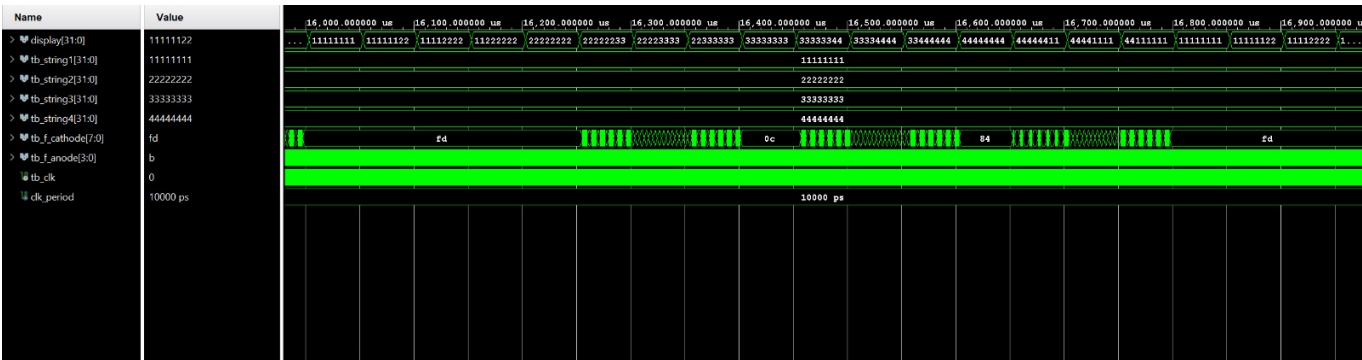 Name Value
16,000.000000 us 16,100.000000 us 16,200.000000 us 16,300.000000 us 16,400.000000 us 16,500.000000 us 16,600.000000 us 16,700.000000 us 16,800.000000 us 16,900.000000 u
display[31:0] 11111122 ... 11111111 11111122 11112222 11222222 22222222 22222233 22223333 22333333 33333333 33333344 33334444 33444444 44444444 44444411 44441111 44111111 11111111 11111122 11112222 1...
tb_string1[31:0] 11111111 11111111
tb_string2[31:0] 22222222 22222222
tb_string3[31:0] 33333333 33333333
tb_string4[31:0] 44444444 44444444
tb_f_cathode[7:0] fd fd 0c 84 fd
tb_f_anode[3:0] b
tb_clk 0
clk_period 10000 ps 10000 ps